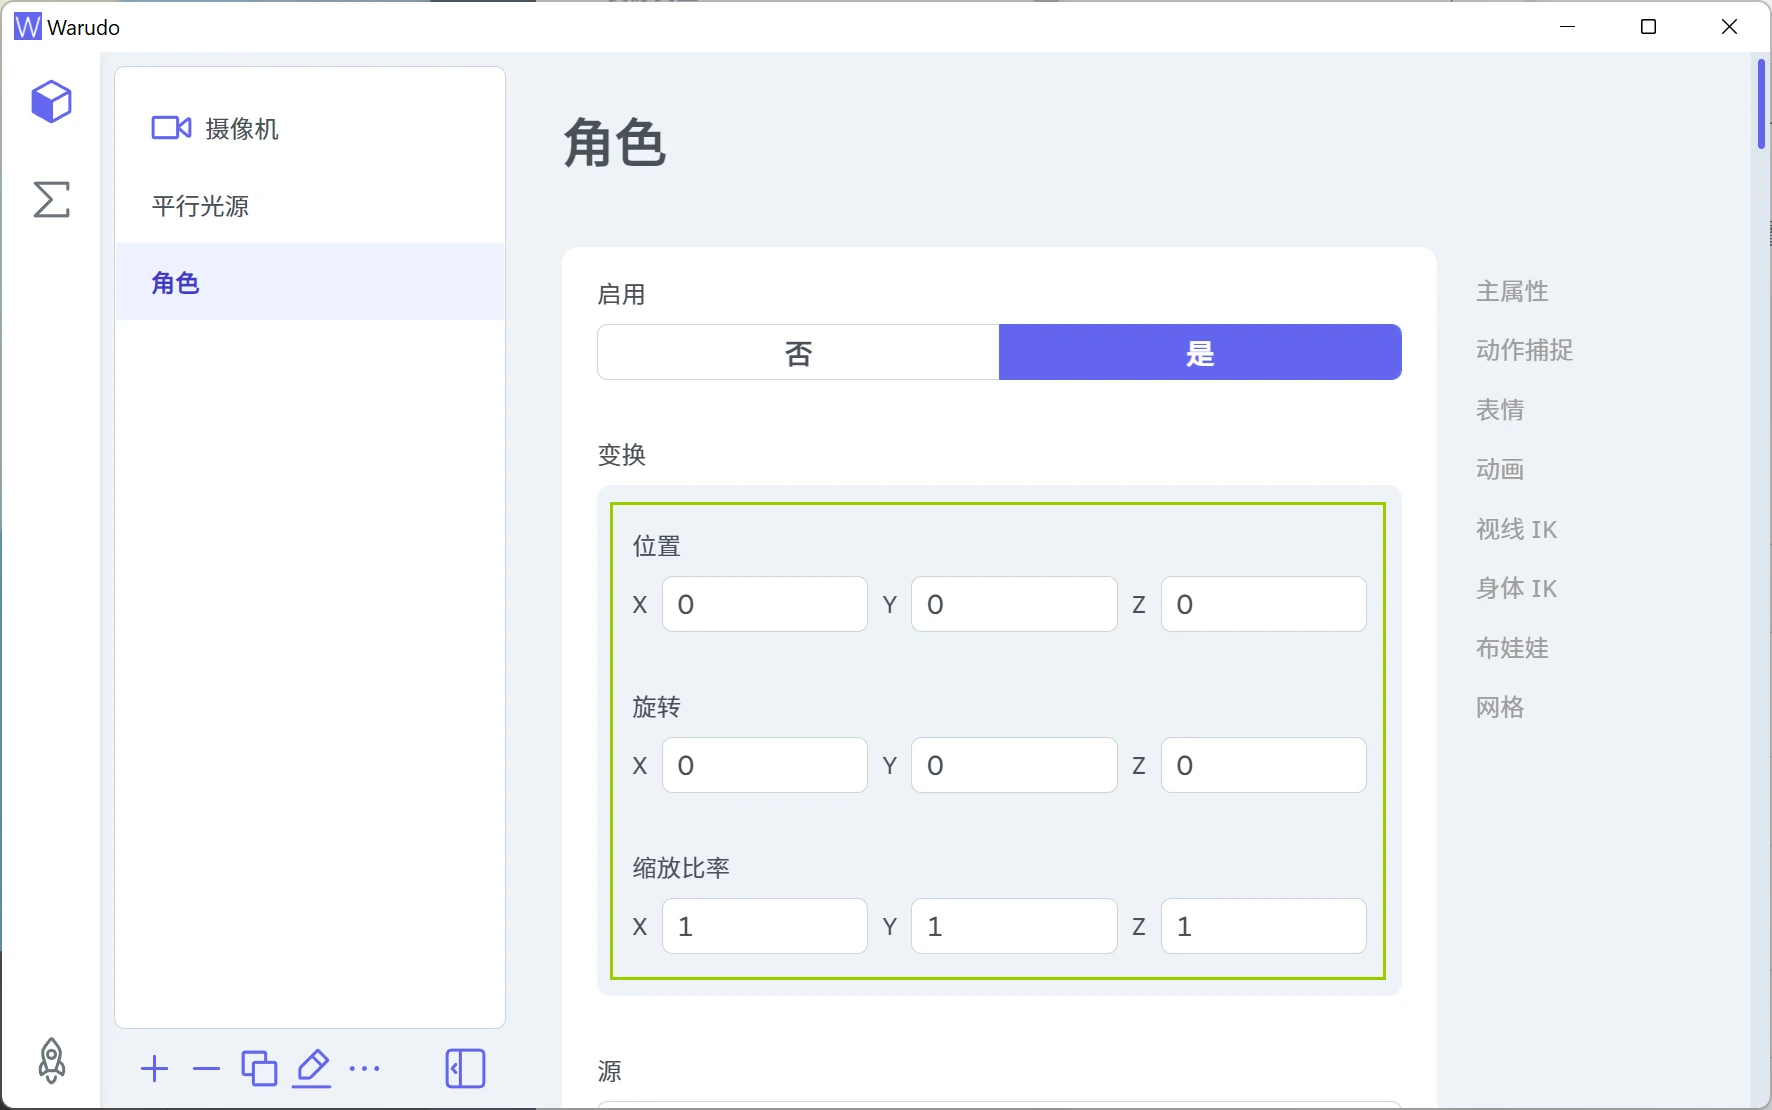 Warudo
摄像机
平行光源
角色
角色
启用
否 是
变换
位置
X 0 Y 0 Z 0
旋转
X 0 Y 0 Z 0
缩放比率
X 1 Y 1 Z 1
源
主属性
动作捕捉
表情
动画
视线 IK
身体 IK
布娃娃
网格